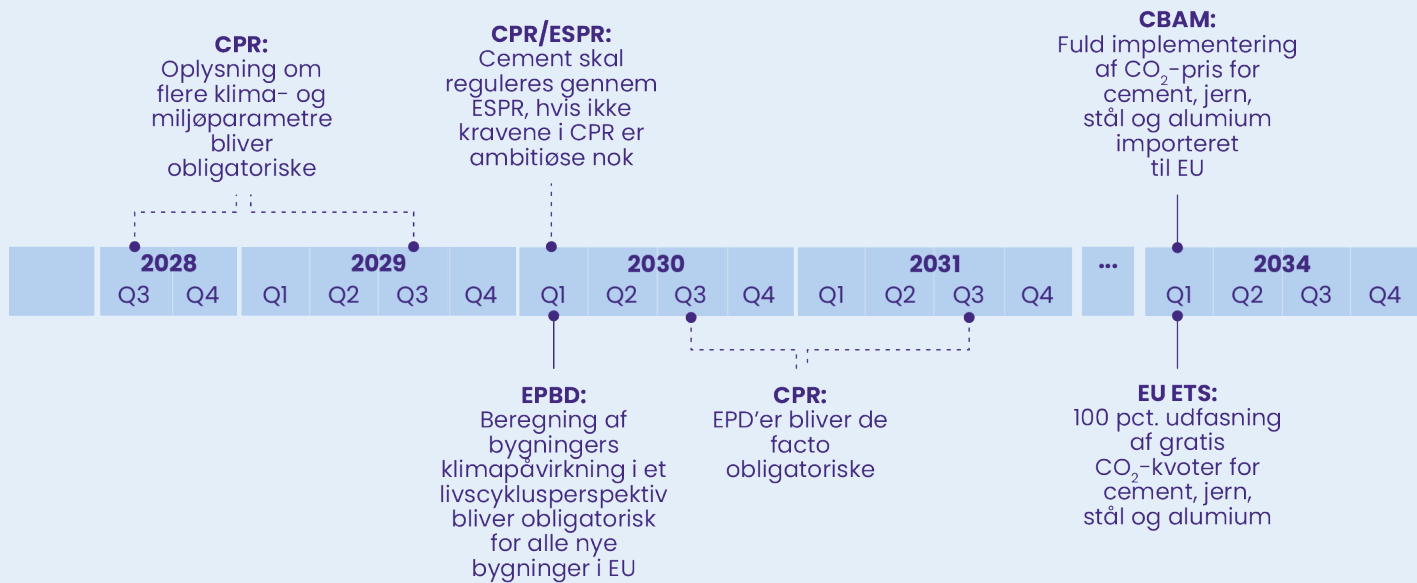 CPR:
Oplysning om
flere klima- og
miljøparametre
bliver
obligatoriske
CPR/ESPR:
Cement skal
reguleres gennem
ESPR, hvis ikke
kravene i CPR er
ambitiøse nok
CBAM:
Fuld implementering
af CO₂-pris for
cement, jern,
stål og alumium
importeret
til EU
2028 2029 2030 2031 ... 2034
Q3 Q4 Q1 Q2 Q3 Q4 Q1 Q2 Q3 Q4 Q1 Q2 Q3 Q4 Q1 Q2 Q3 Q4
EPBD:
Beregning af
bygningers
klimapåvirkning i et
livscyklusperspektiv
bliver obligatorisk
for alle nye
bygninger i EU
CPR:
EPD’er bliver de
facto
obligatoriske
EU ETS:
100 pct. udfasning
af gratis
CO₂-kvoter for
cement, jern,
stål og alumium